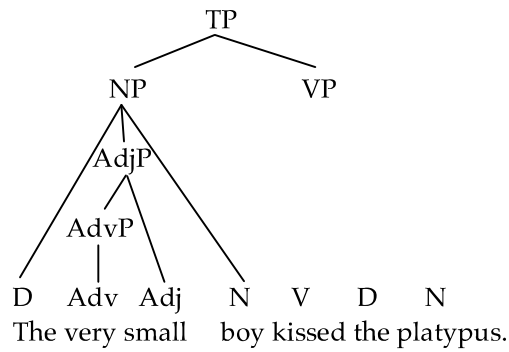 TP
NP VP
AdjP
AdvP
D Adv Adj N V D N
The very small boy kissed the platypus.